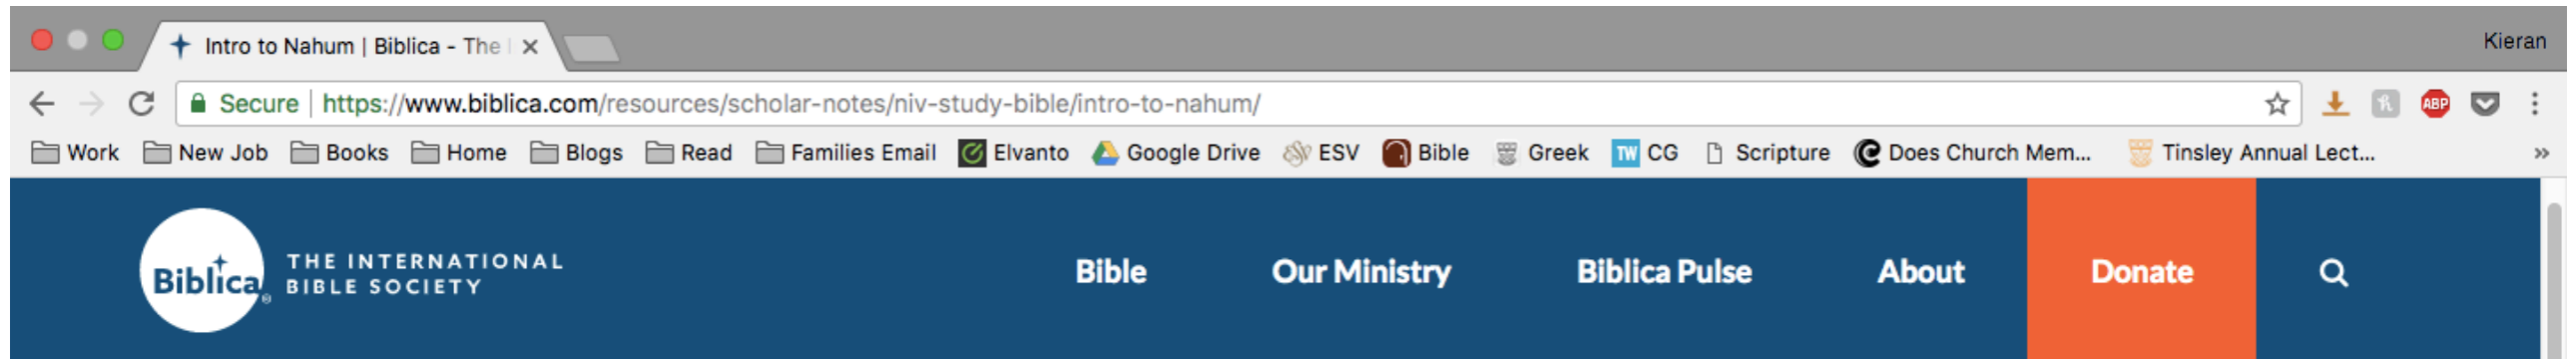 Intro to Nahum | Biblica - The
Kieran
Secure | https://www.biblica.com/resources/scholar-notes/niv-study-bible/intro-to-nahum/
ABP
Work New Job Books Home Blogs Read Families Email Elvanto Google Drive ESV Bible Greek TW CG Scripture Does Church Mem... Tinsley Annual Lect... »
Biblica®
THE INTERNATIONAL
BIBLE SOCIETY
Bible Our Ministry Biblica Pulse About Donate